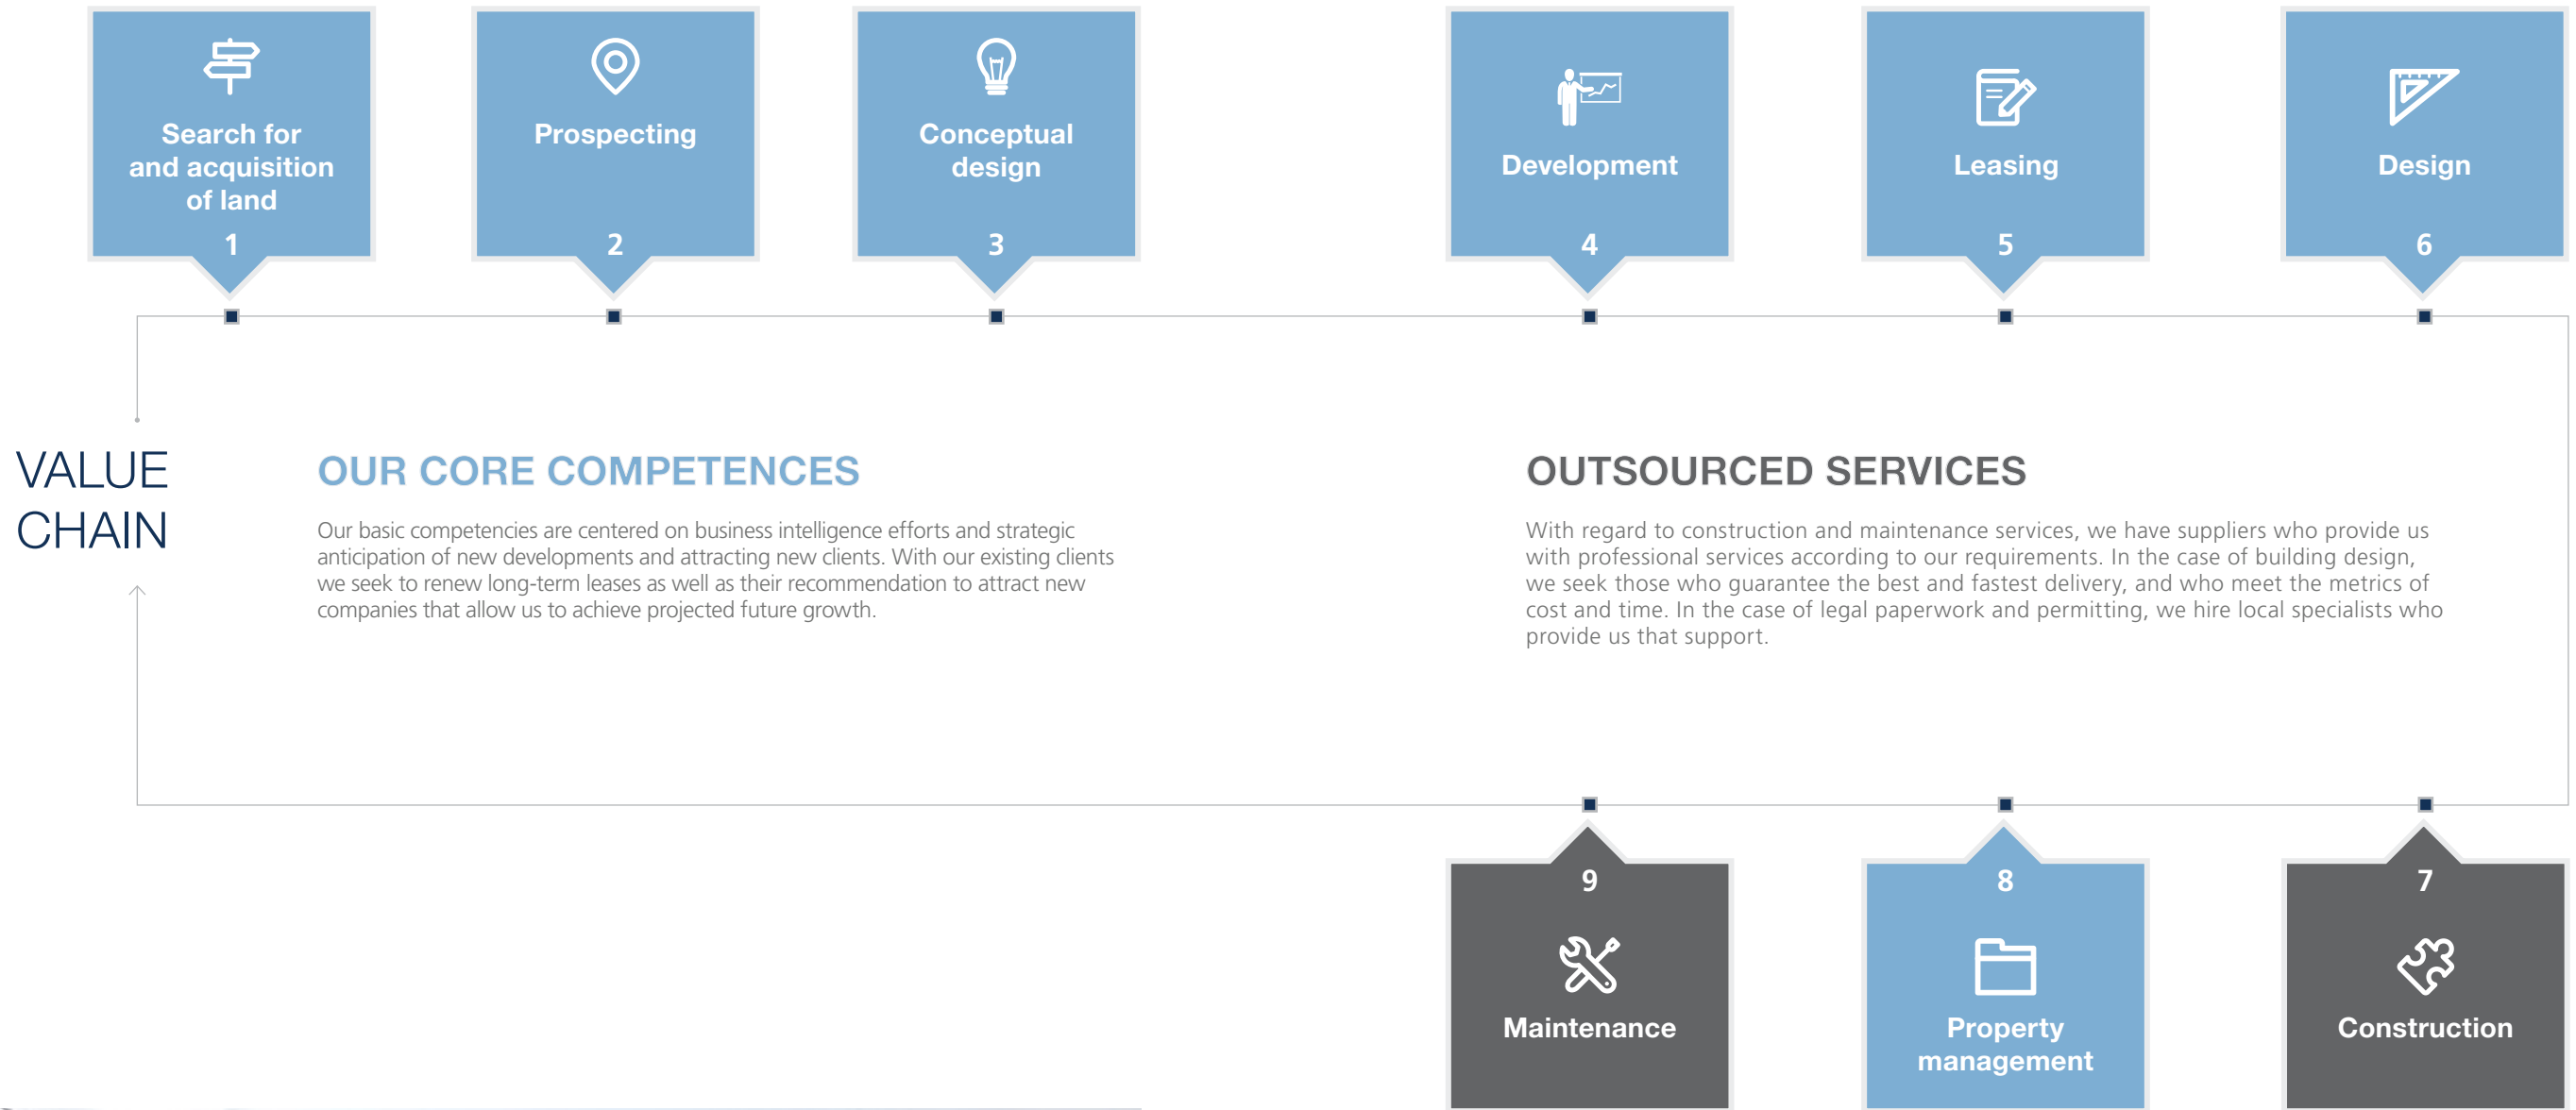 Search for
and acquisition
of land
1
Prospecting
2
Conceptual
design
3
Development
4
Leasing
5
Design
6
VALUE
CHAIN
OUR CORE COMPETENCES
Our basic competencies are centered on business intelligence efforts and strategic
anticipation of new developments and attracting new clients. With our existing clients
we seek to renew long-term leases as well as their recommendation to attract new
companies that allow us to achieve projected future growth.
OUTSOURCED SERVICES
With regard to construction and maintenance services, we have suppliers who provide us
with professional services according to our requirements. In the case of building design,
we seek those who guarantee the best and fastest delivery, and who meet the metrics of
cost and time. In the case of legal paperwork and permitting, we hire local specialists who
provide us that support.
9
Maintenance
8
Property
management
7
Construction